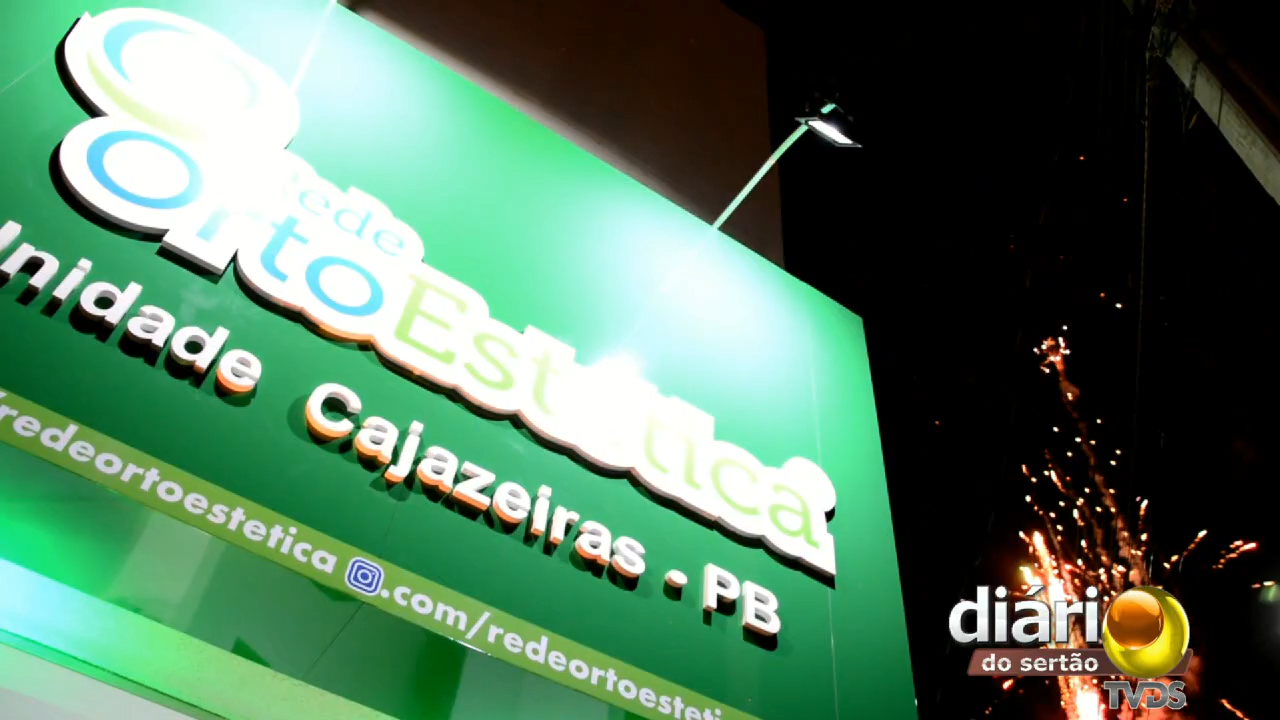 Rede
OrtoEstética
Unidade Cajazeiras • PB
/redeortoestetica .com/redeortoestetic
diário
do sertão
TVDS